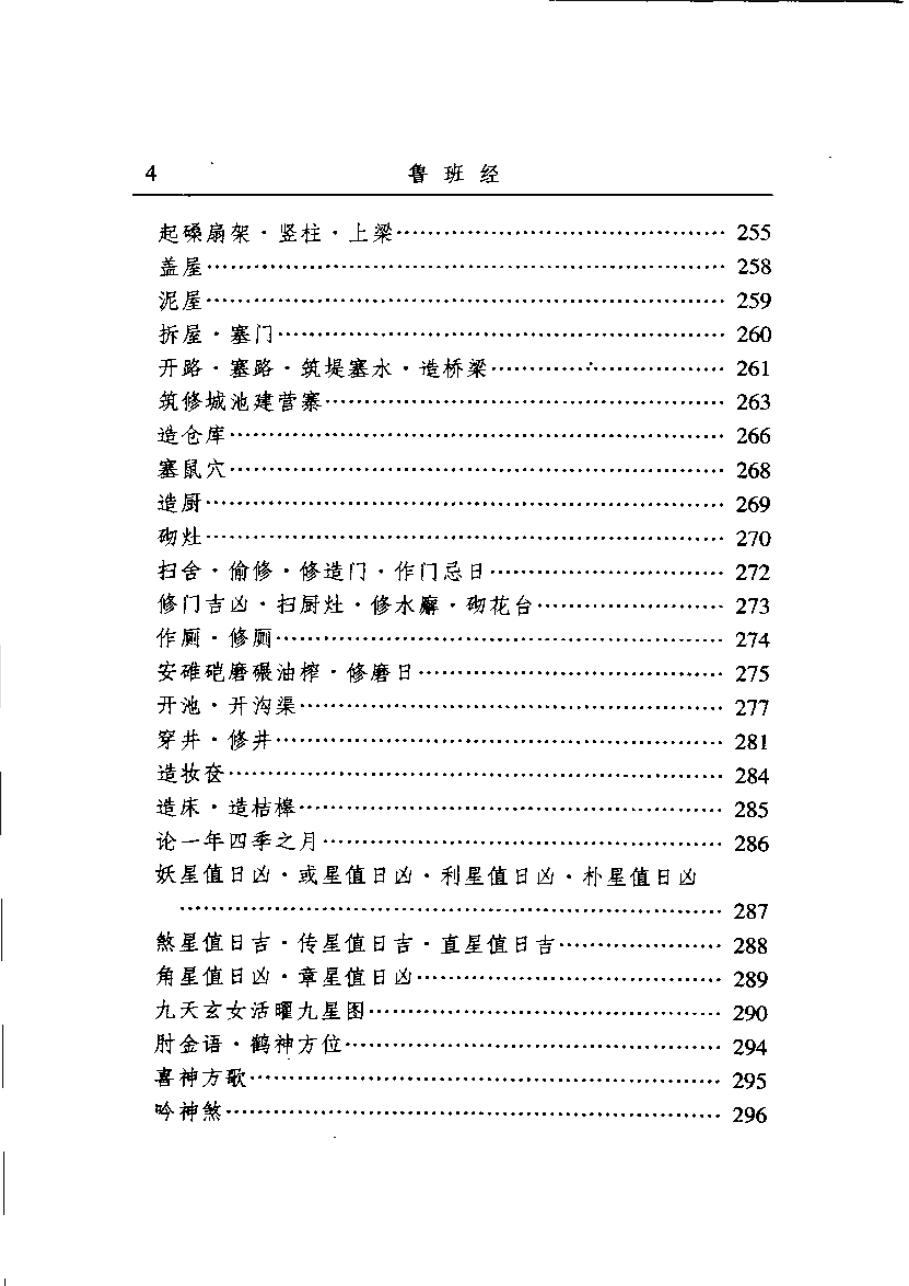 4 鲁班经
起磉扇架·竖柱·上梁…………………………………… 255
盖屋………………………………………………………… 258
泥屋………………………………………………………… 259
拆屋·塞门………………………………………………… 260
开路·塞路·筑堤塞水·造桥梁………………………… 261
筑修城池建营寨…………………………………………… 263
造仓库……………………………………………………… 266
塞鼠穴……………………………………………………… 268
造厨………………………………………………………… 269
砌灶………………………………………………………… 270
扫舍·偷修·修造门·作门忌日………………………… 272
修门吉凶·扫厨灶·修水廨·砌花台…………………… 273
作厕·修厕………………………………………………… 274
安碓硙磨碾油榨·修磨日………………………………… 275
开池·开沟渠……………………………………………… 277
穿井·修井………………………………………………… 281
造妆奁……………………………………………………… 284
造床·造桔槔……………………………………………… 285
论一年四季之月…………………………………………… 286
妖星值日凶·或星值日凶·利星值日凶·朴星值日凶
…………………………………………………………… 287
煞星值日吉·传星值日吉·直星值日吉………………… 288
角星值日凶·章星值日凶………………………………… 289
九天玄女活曜九星图……………………………………… 290
肘金语·鹤神方位………………………………………… 294
喜神方歌…………………………………………………… 295
吟神煞……………………………………………………… 296